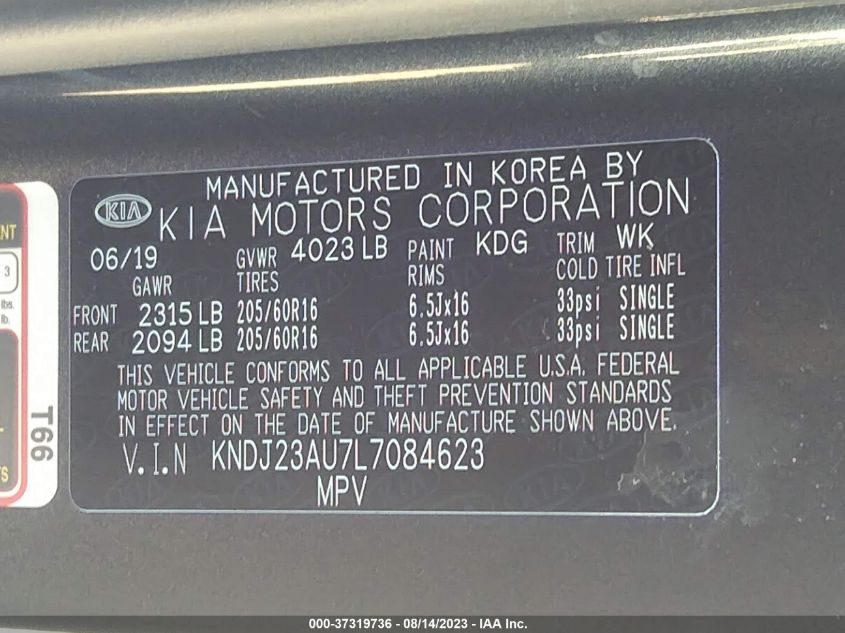 MANUFACTURED IN KOREA BY
KIA KIA MOTORS CORPORATION
06/19 GVWR 4023 LB PAINT KDG TRIM WK
GAWR TIRES RIMS COLD TIRE INFL
FRONT 2315 LB 205/60R16 6.5Jx16 33psi SINGLE
REAR 2094 LB 205/60R16 6.5Jx16 33psi SINGLE
THIS VEHICLE CONFORMS TO ALL APPLICABLE U.S.A. FEDERAL
MOTOR VEHICLE SAFETY AND THEFT PREVENTION STANDARDS
IN EFFECT ON THE DATE OF MANUFACTURE SHOWN ABOVE.
V.I.N KNDJ23AU7L7084623
MPV
3
lbs.
lb.
T66
000-37319736 - 08/14/2023 - IAA Inc.